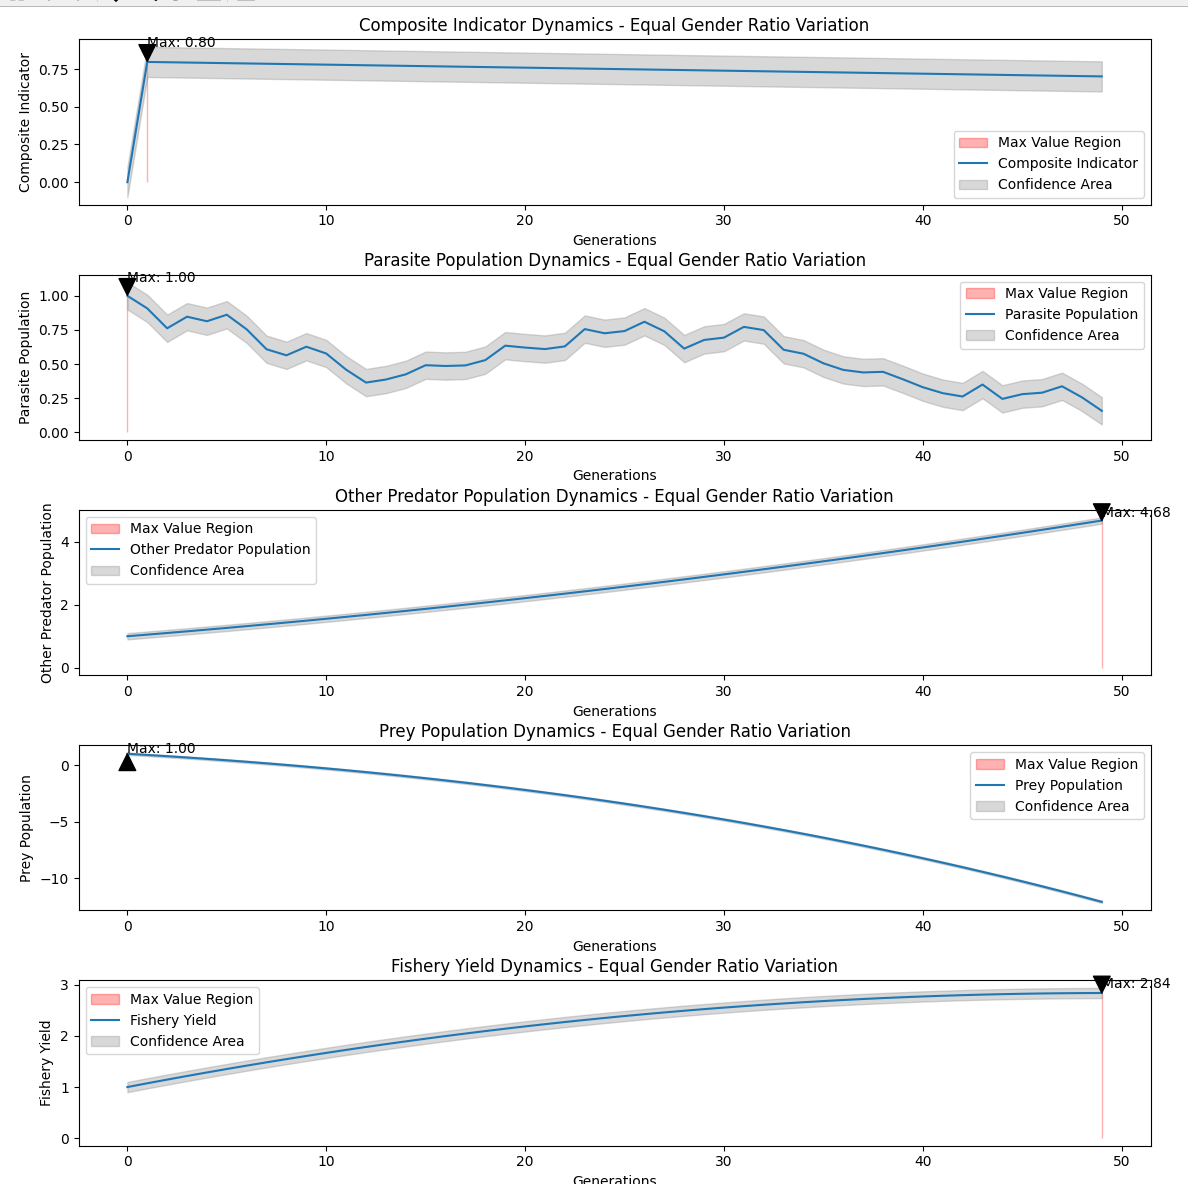 Composite Indicator Dynamics - Equal Gender Ratio Variation
Max: 0.80
Composite Indicator
0.75
0.50
0.25
0.00
Max Value Region
Composite Indicator
Confidence Area
0 10 20 30 40 50
Generations
Parasite Population Dynamics - Equal Gender Ratio Variation
Max: 1.00
Parasite Population
1.00
0.75
0.50
0.25
0.00
Max Value Region
Parasite Population
Confidence Area
0 10 20 30 40 50
Generations
Other Predator Population Dynamics - Equal Gender Ratio Variation
Max: 4.68
Other Predator Population
4
2
0
Max Value Region
Other Predator Population
Confidence Area
0 10 20 30 40 50
Generations
Prey Population Dynamics - Equal Gender Ratio Variation
Max: 1.00
Prey Population
0
−5
−10
Max Value Region
Prey Population
Confidence Area
0 10 20 30 40 50
Generations
Fishery Yield Dynamics - Equal Gender Ratio Variation
Max: 2.84
Fishery Yield
3
2
1
0
Max Value Region
Fishery Yield
Confidence Area
0 10 20 30 40 50
Generations